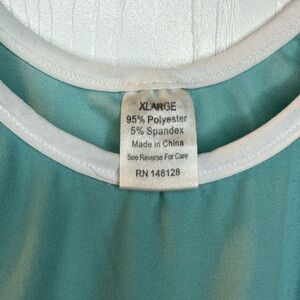 XLARGE
95% Polyester
5% Spandex
Made in China
See Reverse For Care
RN 148128